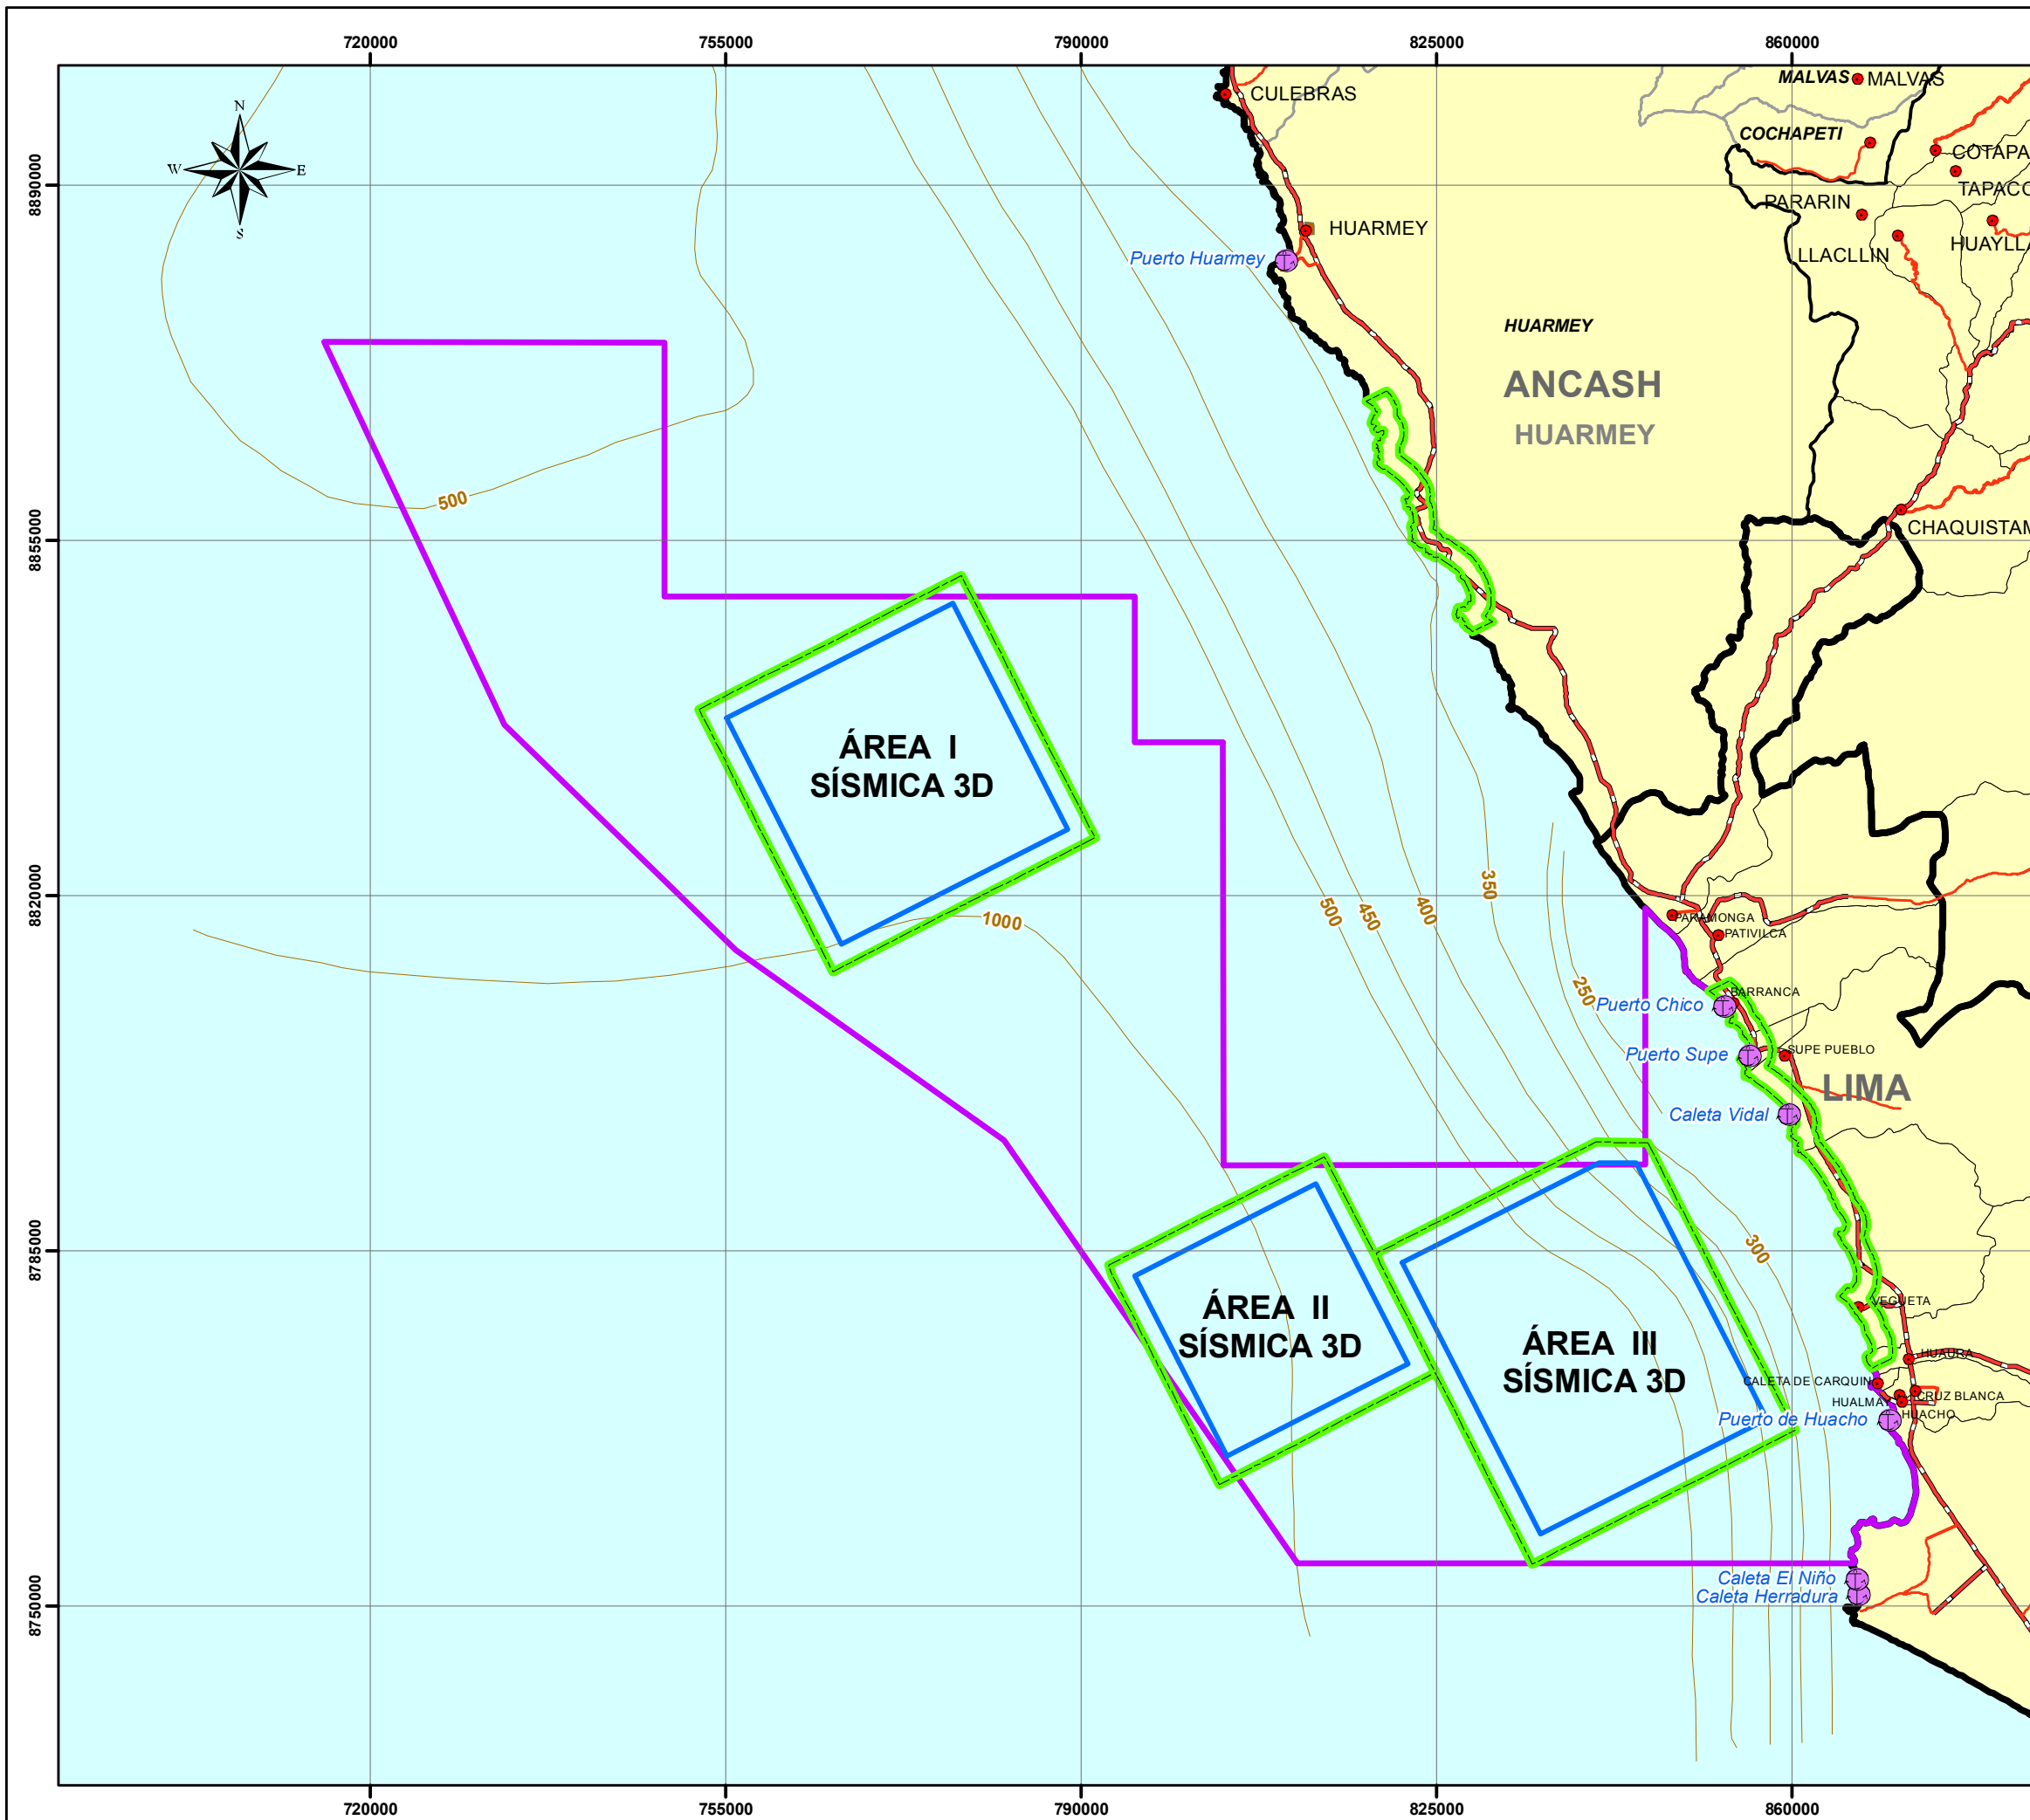 720000
755000
790000
825000
860000
MALVAS
MALVAS
CULEBRAS
N
COCHAPETI
COTAPA
W
E
8890000
TAPACO
PARARIN
S
HUARMEY
HUAYLLA
LLACLLIN
Puerto Huarmey
HUARMEY
ANCASH
HUARMEY
500
CHAQUISTAM
8855000
ÁREA I
SÍSMICA 3D
350
8820000
500
450
400
1000
PARAMONGA
PATIVILCA
250
BARRANCA
Puerto Chico
SUPE PUEBLO
Puerto Supe
LIMA
Caleta Vidal
300
8785000
VEGUETA
ÁREA II
SÍSMICA 3D
ÁREA III
SÍSMICA 3D
HUAURA
CALETA DE CARQUIN
CRUZ BLANCA
HUALMAY
HUACHO
Puerto de Huacho
Caleta El Niño
Caleta Herradura
8750000
720000
755000
790000
825000
860000